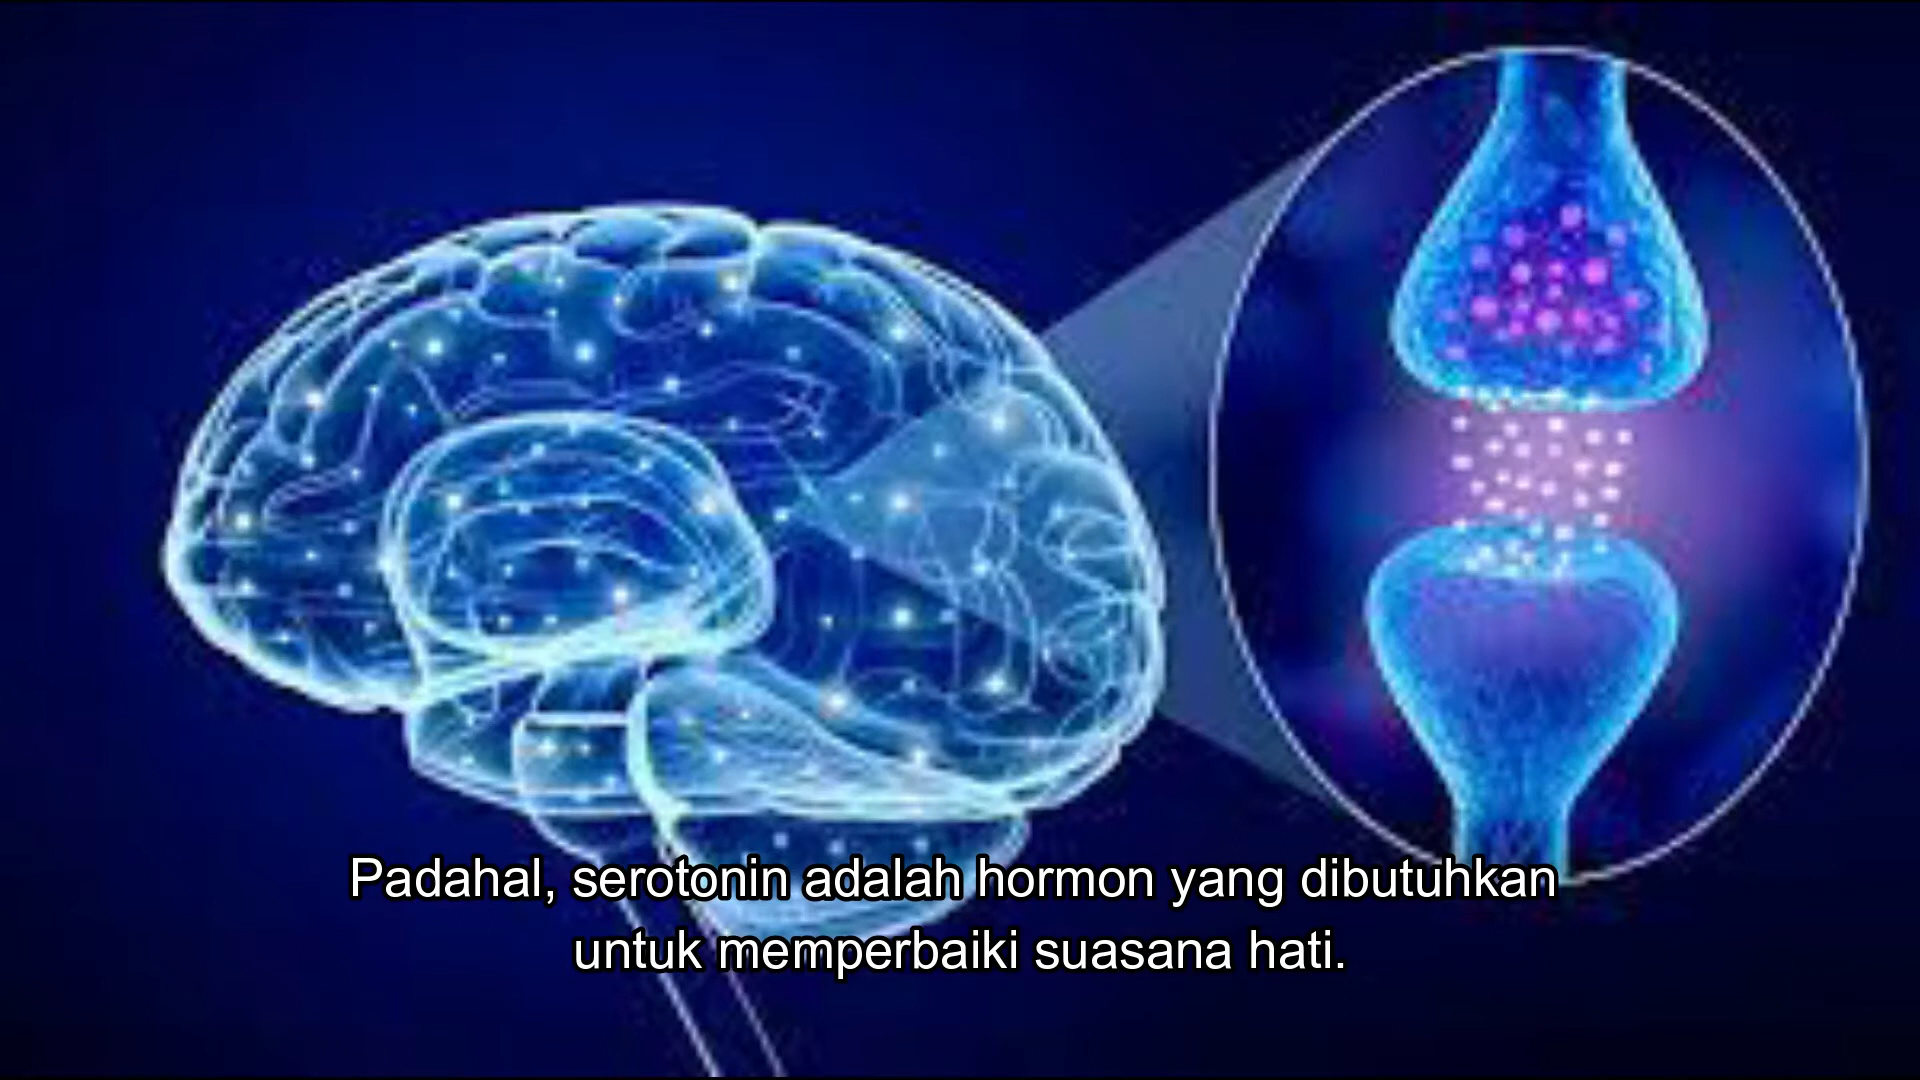 Padahal, serotonin adalah hormon yang dibutuhkan
untuk memperbaiki suasana hati.